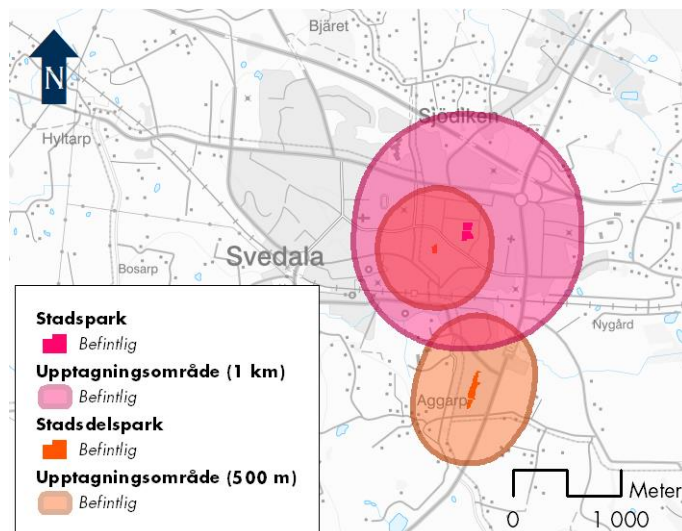 Bjäret
N
Sjödiken
Hyltarp
Svedala
Bosarp
Nygård
Aggarp
Stadspark
Befintlig
Upptagningsområde (1 km)
Befintlig
Stadsdelspark
Befintlig
Upptagningsområde (500 m)
Befintlig
Meter
0 1 000